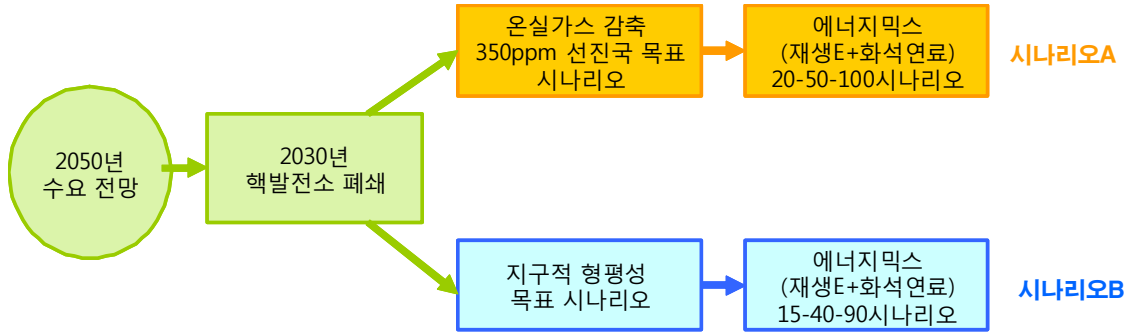 2050년
수요 전망
2030년
핵발전소 폐쇄
온실가스 감축
350ppm 선진국 목표
시나리오
에너지믹스
(재생E+화석연료)
20-50-100시나리오
시나리오A
지구적 형평성
목표 시나리오
에너지믹스
(재생E+화석연료)
15-40-90시나리오
시나리오B